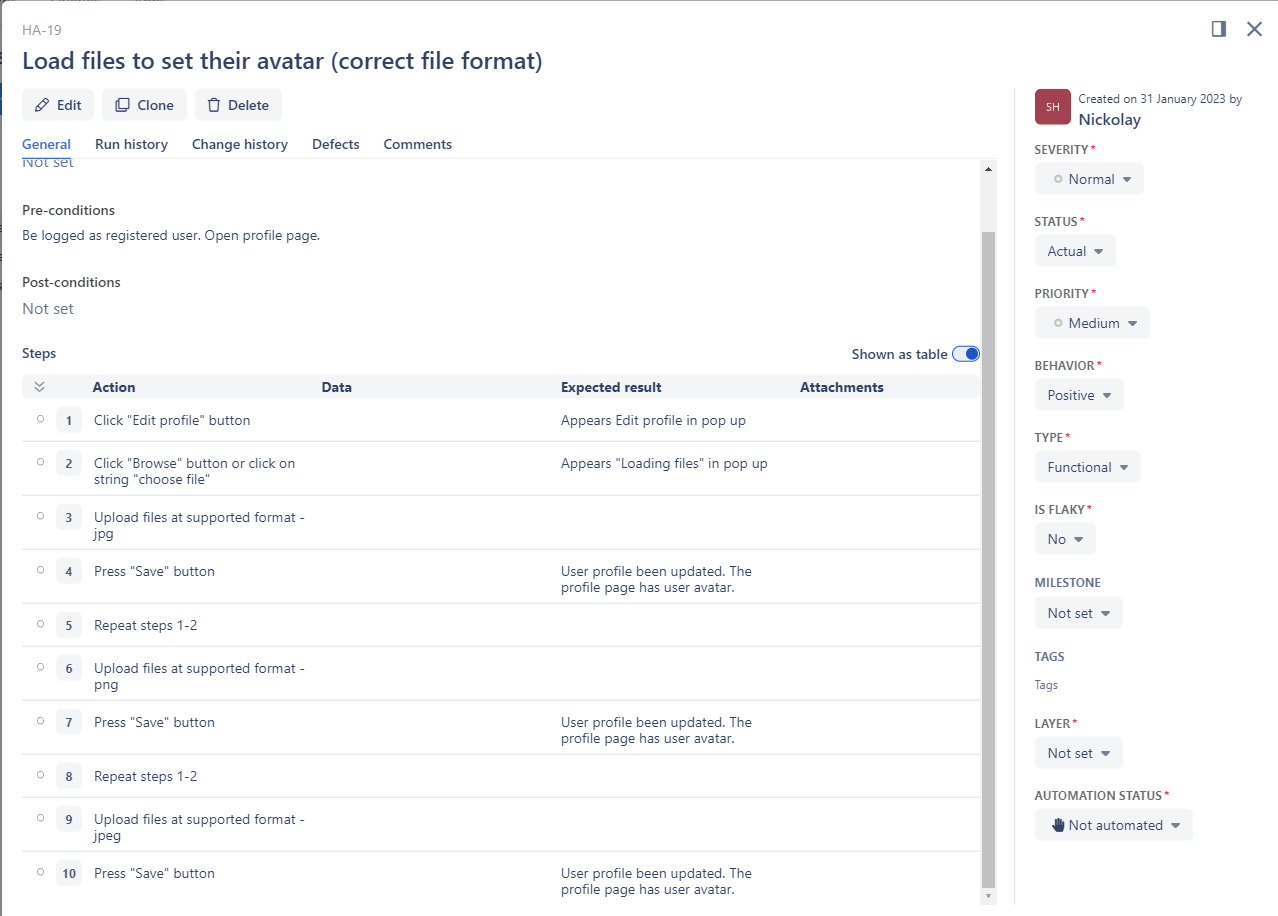 HA-19
Load files to set their avatar (correct file format)
Edit Clone Delete
General Run history Change history Defects Comments
Not set
Pre-conditions
Be logged as registered user. Open profile page.
Post-conditions
Not set
Steps
Shown as table
Action Data Expected result Attachments
1 Click "Edit profile" button Appears Edit profile in pop up
2 Click "Browse" button or click on Appears "Loading files" in pop up
string "choose file"
3 Upload files at supported format -
jpg
4 Press "Save" button User profile been updated. The
profile page has user avatar.
5 Repeat steps 1-2
6 Upload files at supported format -
png
7 Press "Save" button User profile been updated. The
profile page has user avatar.
8 Repeat steps 1-2
9 Upload files at supported format -
jpeg
10 Press "Save" button User profile been updated. The
profile page has user avatar.
SH
Created on 31 January 2023 by
Nickolay
SEVERITY*
Normal
STATUS*
Actual
PRIORITY*
Medium
BEHAVIOR*
Positive
TYPE*
Functional
IS FLAKY*
No
MILESTONE
Not set
TAGS
Tags
LAYER*
Not set
AUTOMATION STATUS*
Not automated